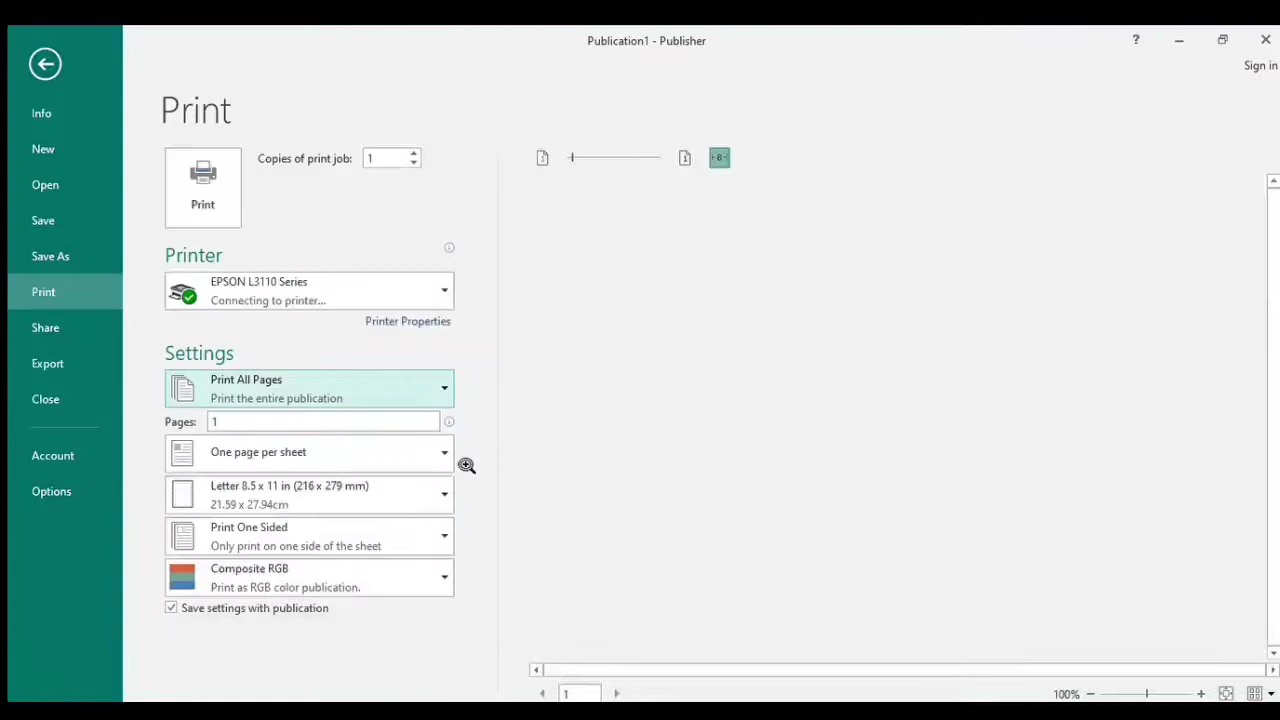 Publication1 - Publisher
?
Sign in
Info
New
Open
Save
Save As
Print
Share
Export
Close
Account
Options
Print
Print
Copies of print job: 1
Printer
EPSON L3110 Series
Connecting to printer...
Printer Properties
Settings
Print All Pages
Print the entire publication
Pages: 1
One page per sheet
Letter 8.5 x 11 in (216 x 279 mm)
21.59 x 27.94cm
Print One Sided
Only print on one side of the sheet
Composite RGB
Print as RGB color publication.
Save settings with publication
1
100%